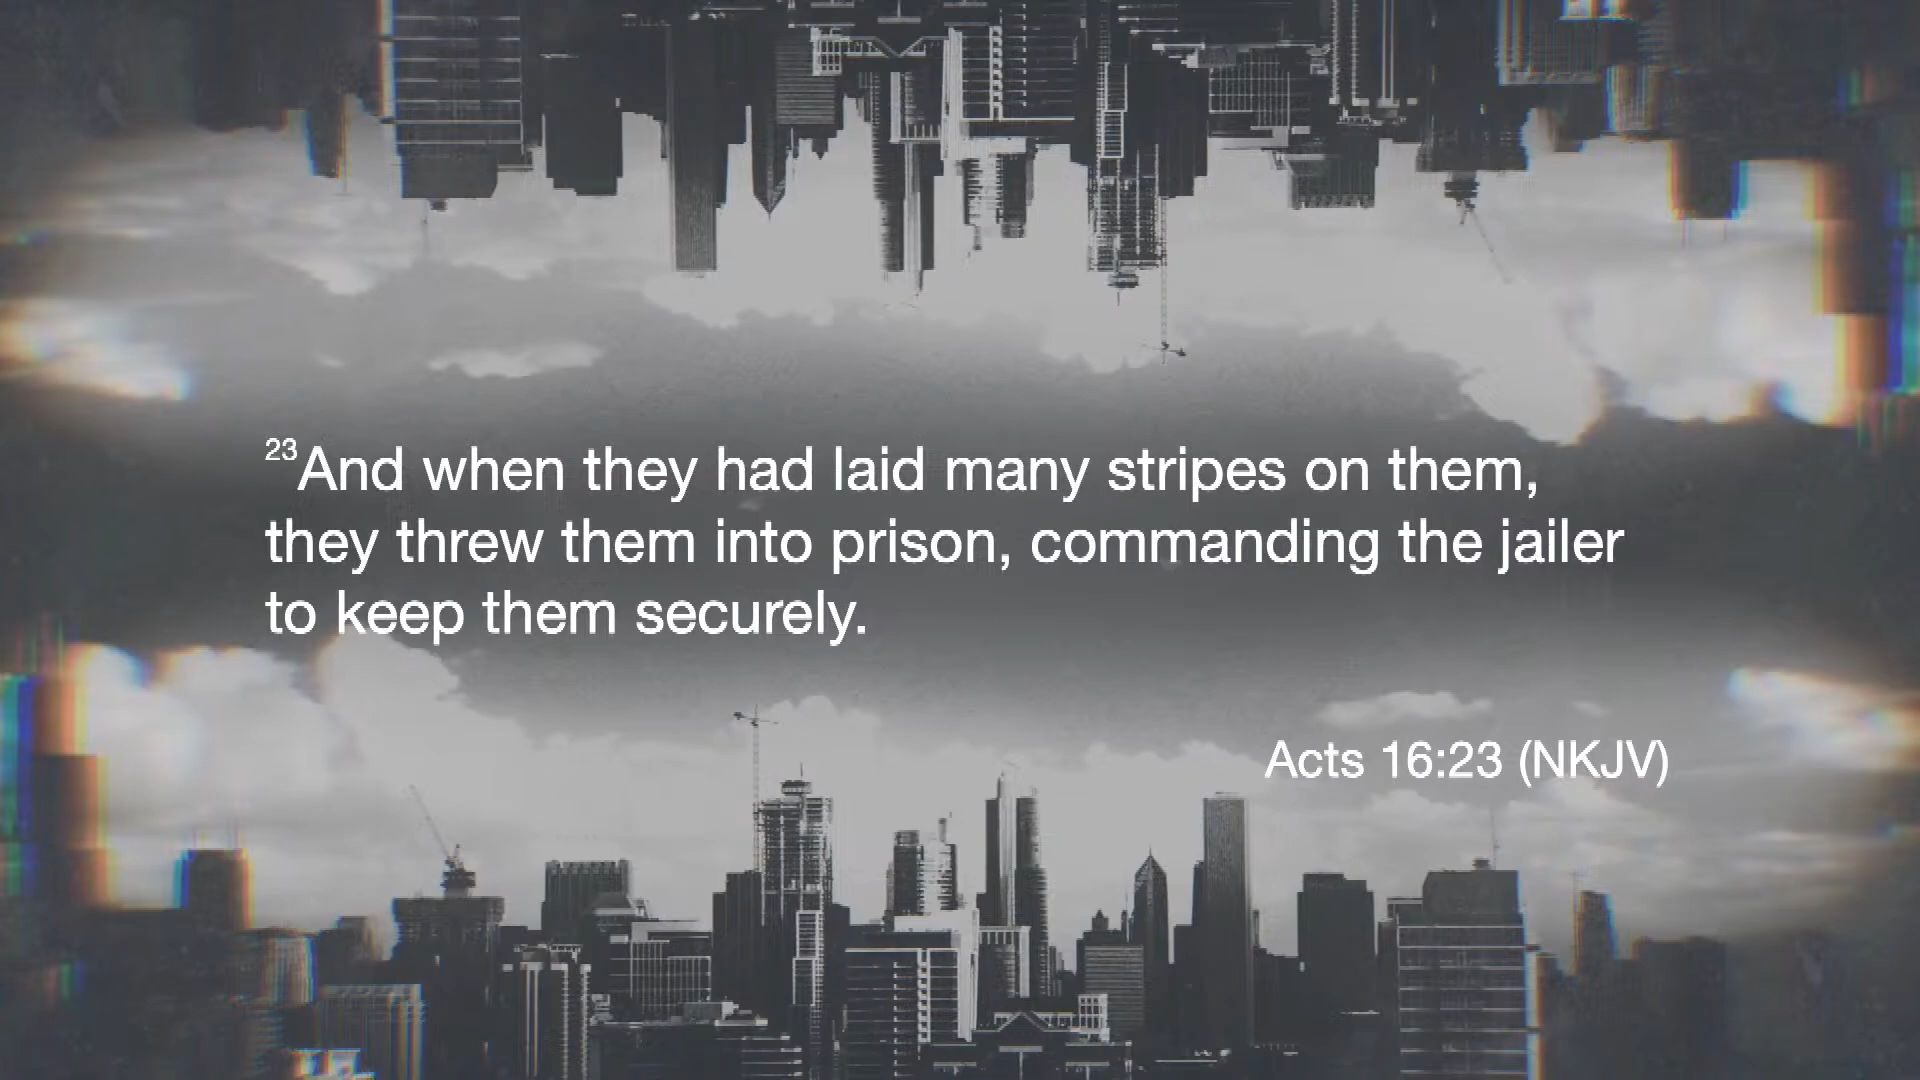 23And when they had laid many stripes on them,
they threw them into prison, commanding the jailer
to keep them securely.
Acts 16:23 (NKJV)